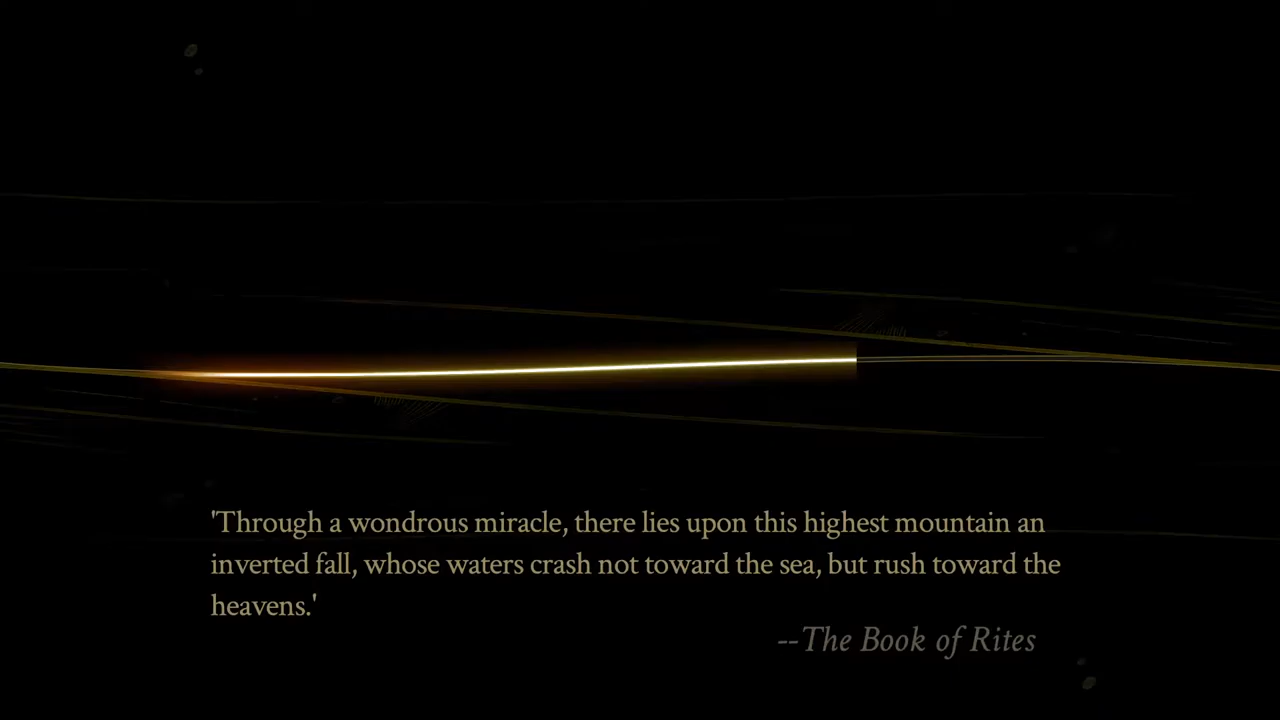 'Through a wondrous miracle, there lies upon this highest mountain an
inverted fall, whose waters crash not toward the sea, but rush toward the
heavens.'
--The Book of Rites